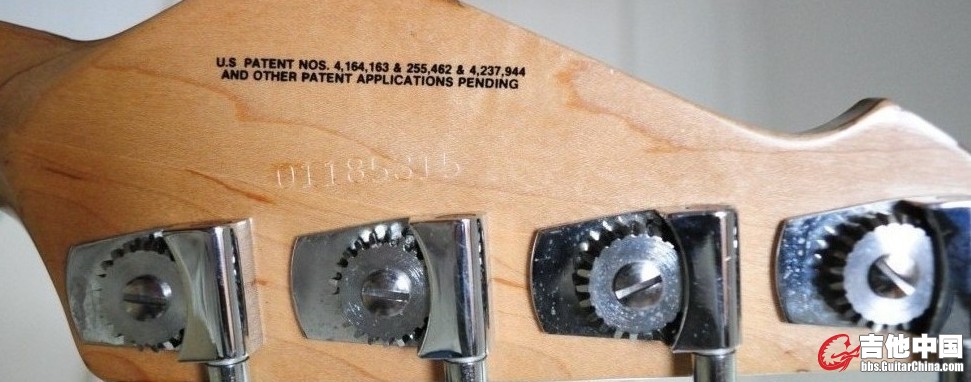 U.S PATENT NOS. 4,164,163 & 255,462 & 4,237,944
AND OTHER PATENT APPLICATIONS PENDING
01185315
吉他中国
bbs.GuitarChina.com